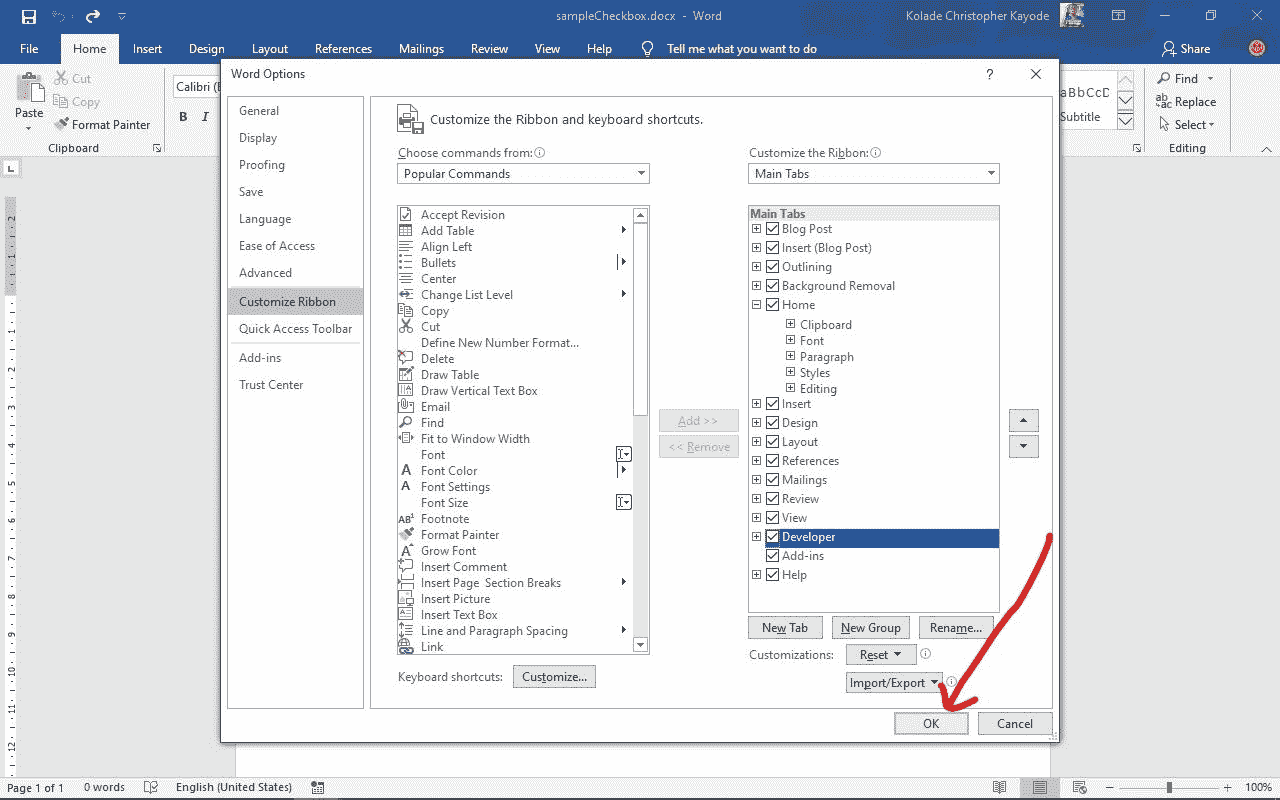 sampleCheckbox.docx - Word
Kolade Christopher Kayode
File Home Insert Design Layout References Mailings Review View Help Tell me what you want to do Share
Paste
Cut
Copy
Format Painter
Clipboard
Calibri (
B I
Subtitle
Find
Replace
Select
Editing
Word Options
?
General
Display
Proofing
Save
Language
Ease of Access
Advanced
Customize Ribbon
Quick Access Toolbar
Add-ins
Trust Center
Customize the Ribbon and keyboard shortcuts.
Choose commands from:
Popular Commands
Accept Revision
Add Table
Align Left
Bullets
Center
Change List Level
Copy
Cut
Define New Number Format...
Delete
Draw Table
Draw Vertical Text Box
Email
Find
Fit to Window Width
Font
Font Color
Font Settings
Font Size
Footnote
Format Painter
Grow Font
Insert Comment
Insert Page Section Breaks
Insert Picture
Insert Text Box
Line and Paragraph Spacing
Link
Keyboard shortcuts: Customize...
Add >>
<< Remove
Customize the Ribbon:
Main Tabs
Main Tabs
Blog Post
Insert (Blog Post)
Outlining
Background Removal
Home
Clipboard
Font
Paragraph
Styles
Editing
Insert
Design
Layout
References
Mailings
Review
View
Developer
Add-ins
Help
New Tab New Group Rename...
Customizations: Reset
Import/Export
OK Cancel
Page 1 of 1 0 words English (United States) 100%